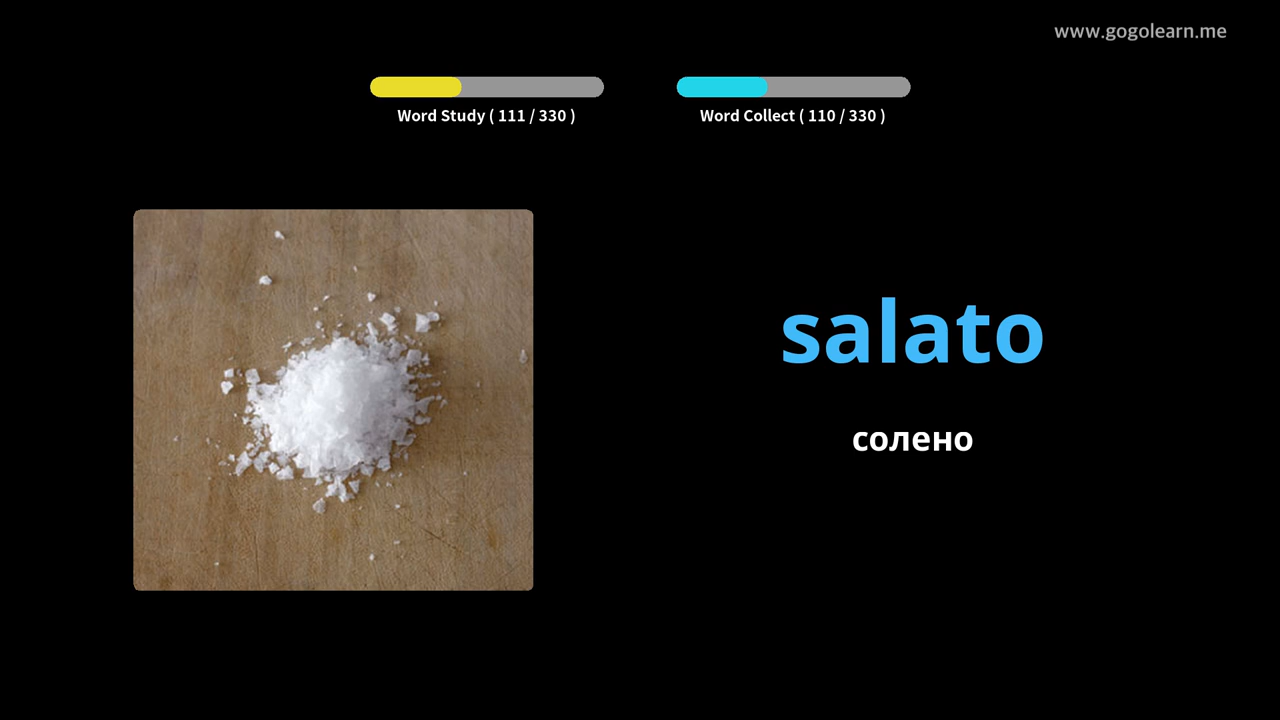 www.gogolearn.me
Word Study ( 111 / 330 )
Word Collect ( 110 / 330 )
salato
солено